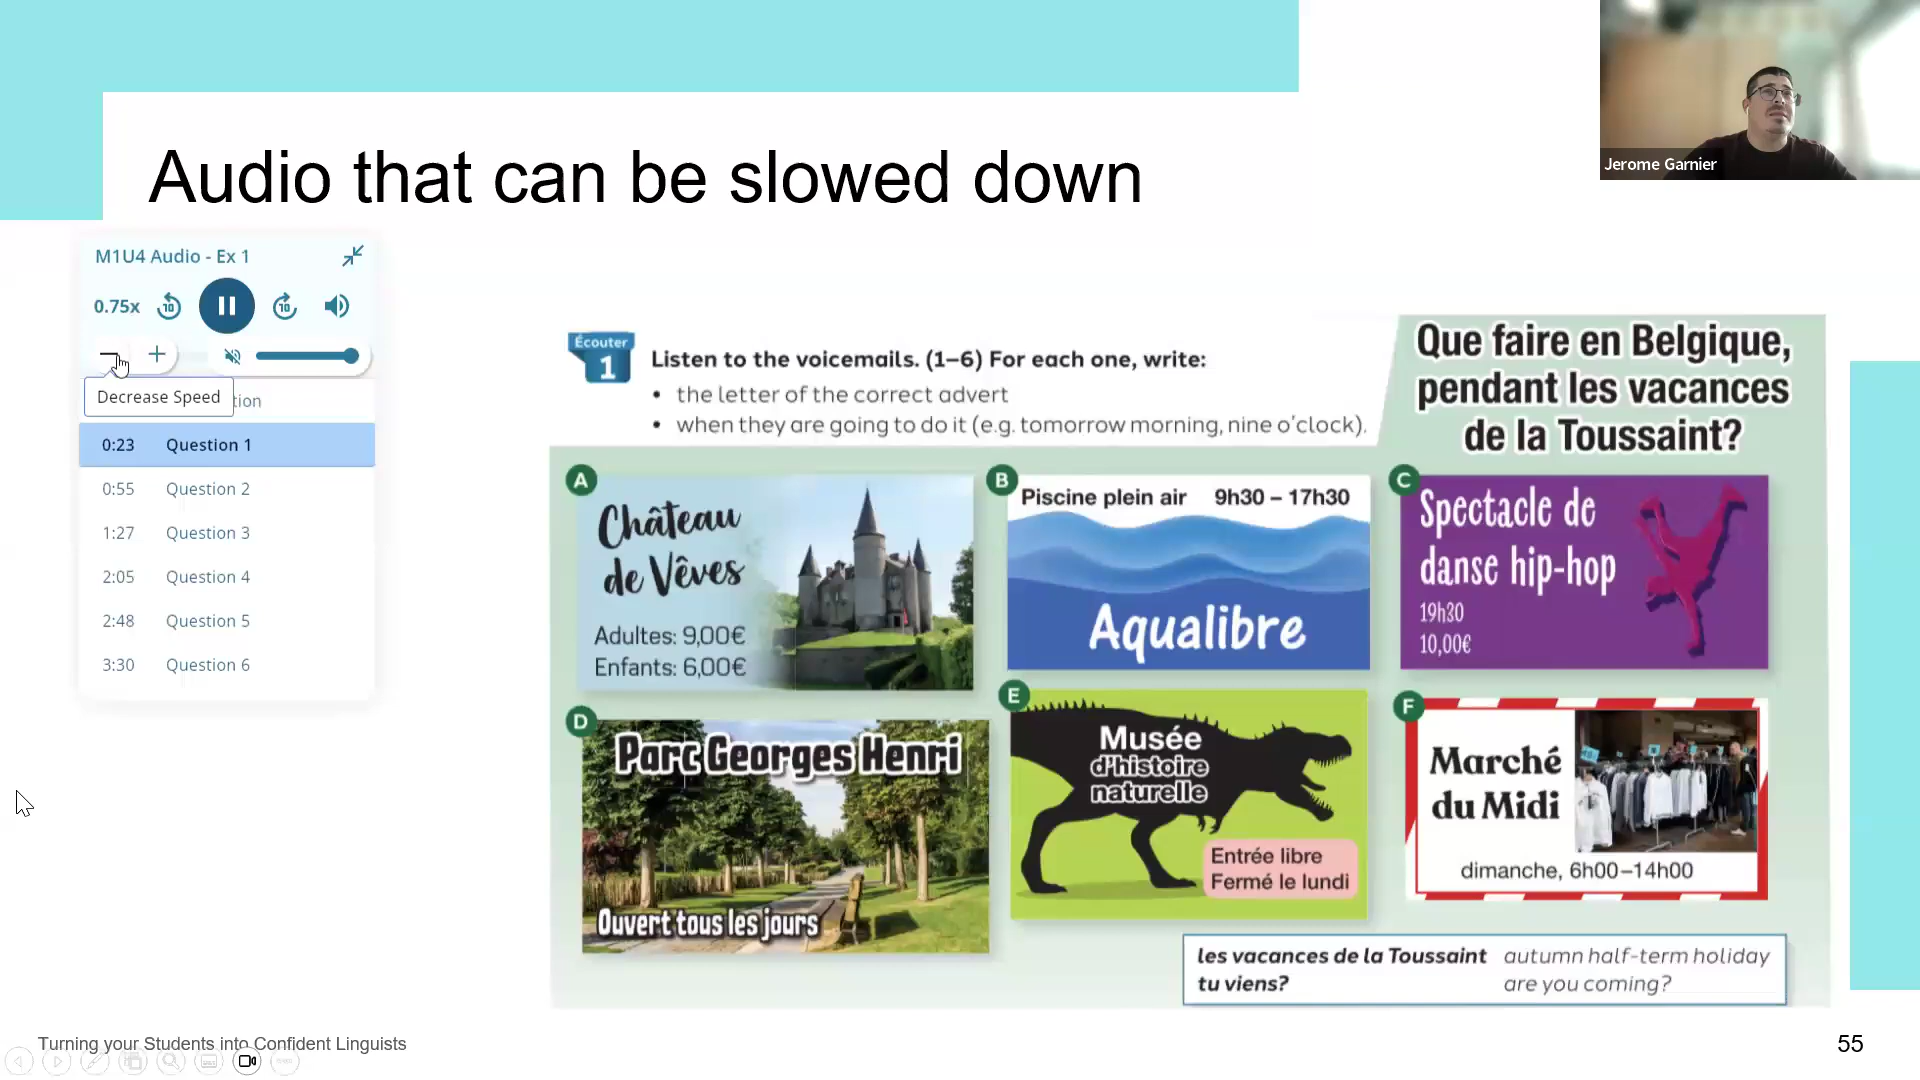 Audio that can be slowed down
Jerome Garnier
M1U4 Audio - Ex 1
0.75x
10
10
Decrease Speed
tion
0:23 Question 1
0:55 Question 2
1:27 Question 3
2:05 Question 4
2:48 Question 5
3:30 Question 6
Écouter
1
Listen to the voicemails. (1–6) For each one, write:
• the letter of the correct advert
• when they are going to do it (e.g. tomorrow morning, nine o'clock).
Que faire en Belgique,
pendant les vacances
de la Toussaint?
A
Château
de Vêves
Adultes: 9,00€
Enfants: 6,00€
B
Piscine plein air 9h30 – 17h30
Aqualibre
C
Spectacle de
danse hip-hop
19h30
10,00€
D
Parc Georges Henri
Ouvert tous les jours
E
Musée
d'histoire
naturelle
Entrée libre
Fermé le lundi
F
Marché
du Midi
dimanche, 6h00–14h00
les vacances de la Toussaint autumn half-term holiday
tu viens? are you coming?
Turning your Students into Confident Linguists
55